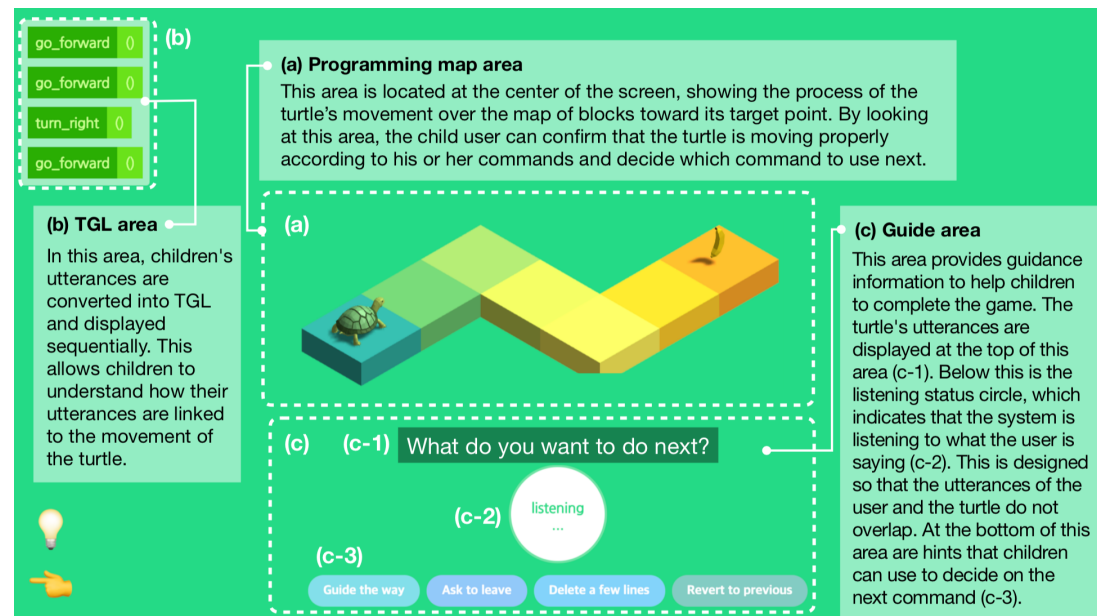 go_forward ()
go_forward ()
turn_right ()
go_forward ()
(b)
(a) Programming map area
This area is located at the center of the screen, showing the process of the
turtle's movement over the map of blocks toward its target point. By looking
at this area, the child user can confirm that the turtle is moving properly
according to his or her commands and decide which command to use next.
(b) TGL area
In this area, children's
utterances are
converted into TGL
and displayed
sequentially. This
allows children to
understand how their
utterances are linked
to the movement of
the turtle.
(a)
(c) Guide area
This area provides guidance
information to help children
to complete the game. The
turtle's utterances are
displayed at the top of this
area (c-1). Below this is the
listening status circle, which
indicates that the system is
listening to what the user is
saying (c-2). This is designed
so that the utterances of the
user and the turtle do not
overlap. At the bottom of this
area are hints that children
can use to decide on the
next command (c-3).
(c)
(c-1) What do you want to do next?
(c-2)
listening
...
(c-3)
Guide the way
Ask to leave
Delete a few lines
Revert to previous